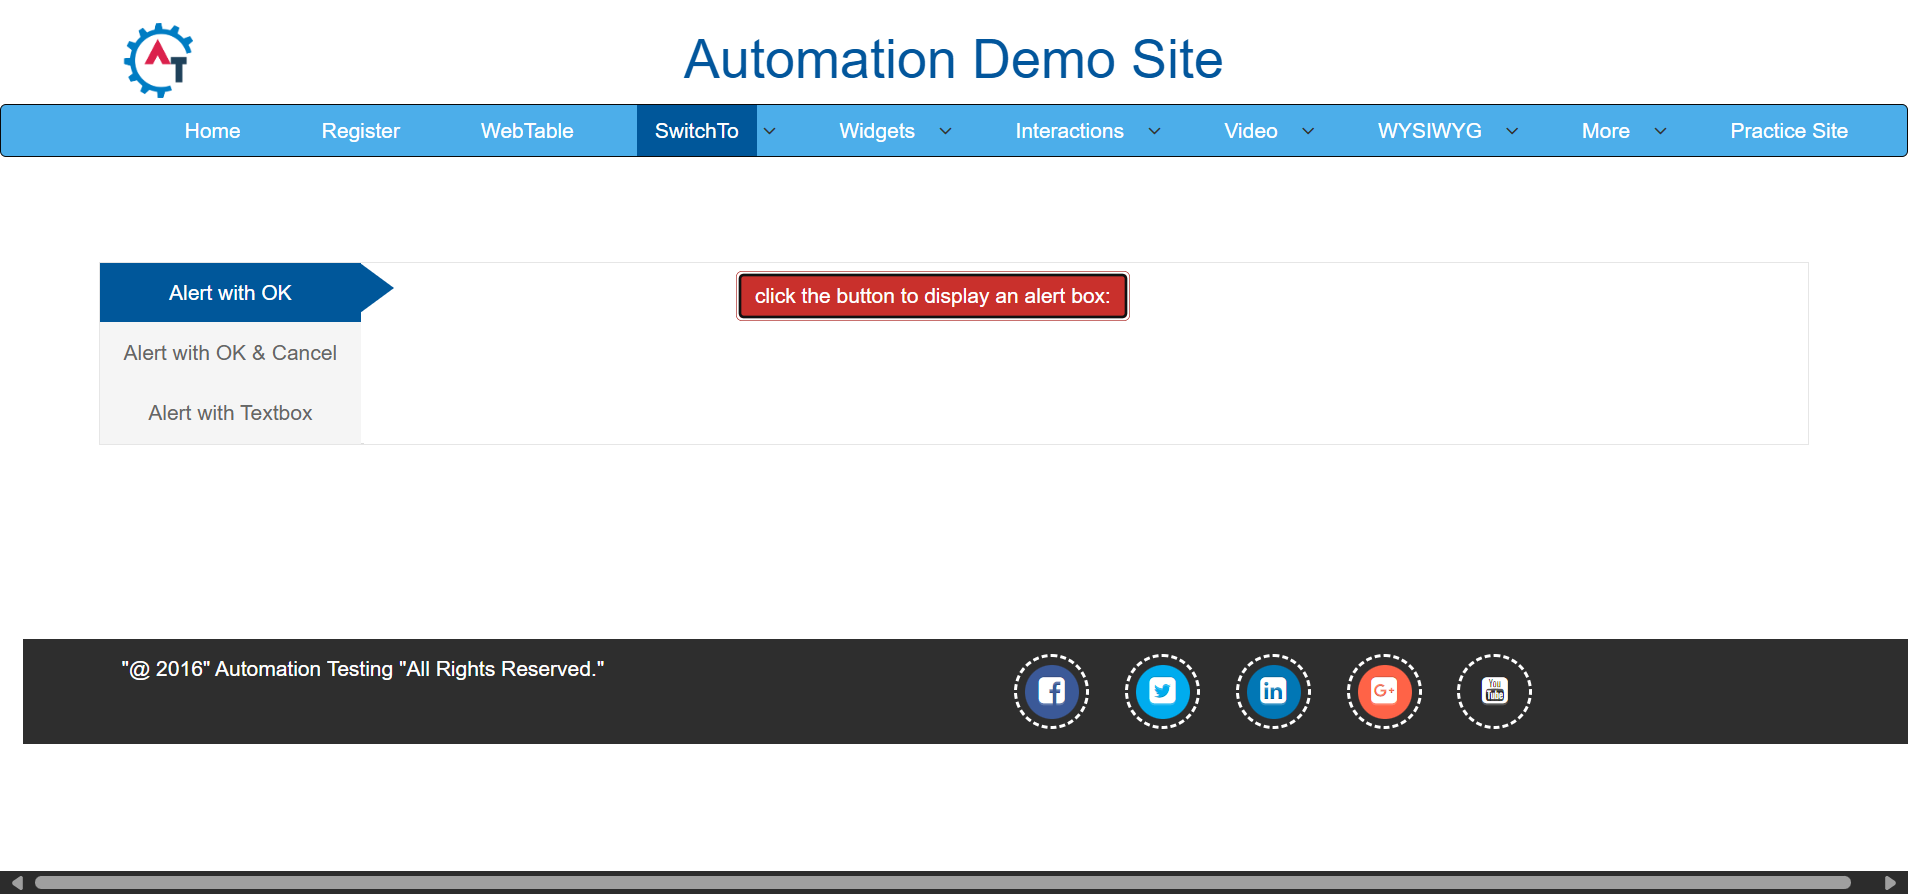 AT
Automation Demo Site
Home Register WebTable SwitchTo Widgets Interactions Video WYSIWYG More Practice Site
Alert with OK
click the button to display an alert box:
Alert with OK & Cancel
Alert with Textbox
"@ 2016" Automation Testing "All Rights Reserved."
f in G+ You Tube